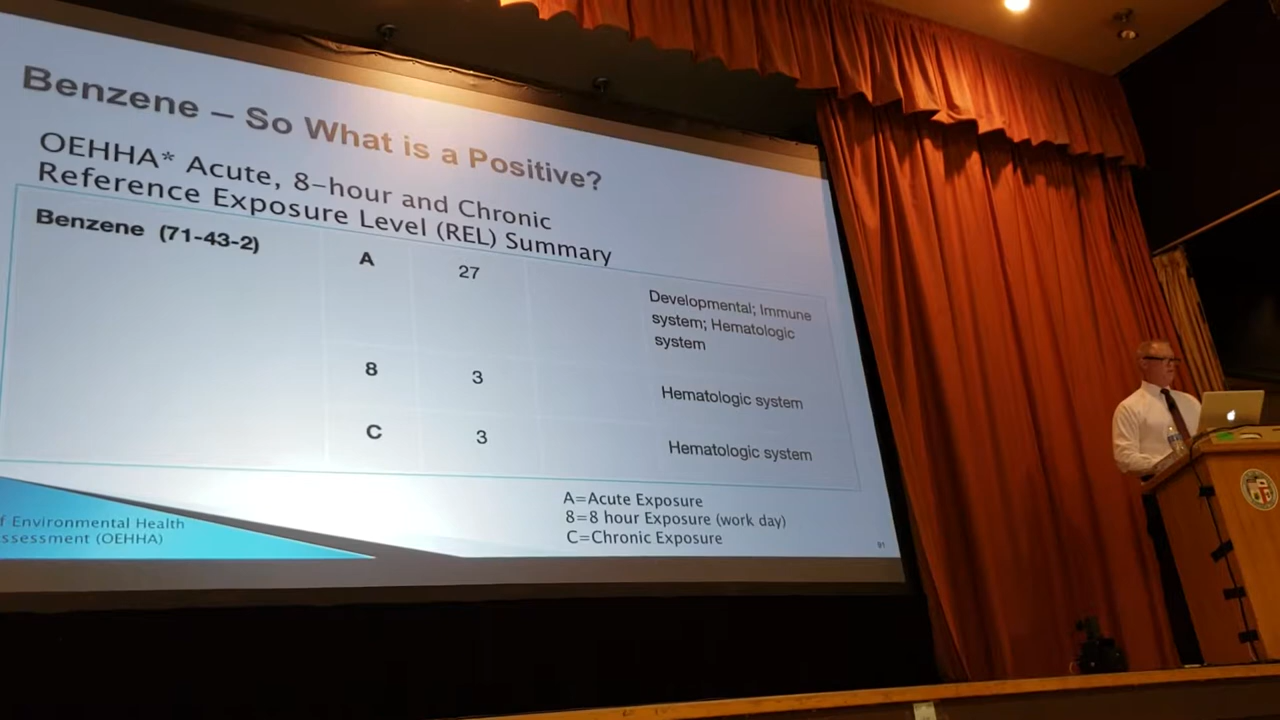 Benzene – So What is a Positive?
OEHHA* Acute, 8-hour and Chronic
Reference Exposure Level (REL) Summary
Benzene (71-43-2)
A
27
Developmental; Immune
system; Hematologic
system
8
3
Hematologic system
C
3
Hematologic system
A=Acute Exposure
8=8 hour Exposure (work day)
C=Chronic Exposure
f Environmental Health
ssessment (OEHHA)
91